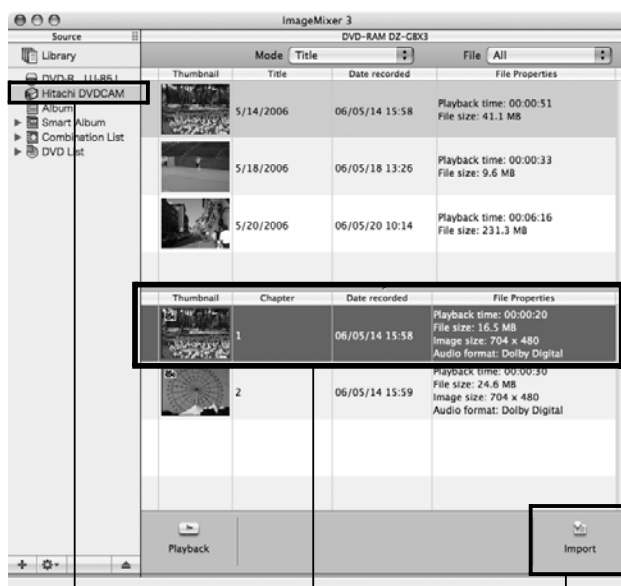 ImageMixer 3
Source
DVD-RAM DZ-GBX3
Library
Mode Title
File All
Thumbnail Title Date recorded File Properties
Hitachi DVDCAM
Album
Smart Album
Combination List
DVD List
5/14/2006 06/05/14 15:58 Playback time: 00:00:51
File size: 41.1 MB
5/18/2006 06/05/18 13:26 Playback time: 00:00:33
File size: 9.6 MB
5/20/2006 06/05/20 10:14 Playback time: 00:06:16
File size: 231.3 MB
Thumbnail Chapter Date recorded File Properties
1 06/05/14 15:58 Playback time: 00:00:20
File size: 16.5 MB
Image size: 704 x 480
Audio format: Dolby Digital
2 06/05/14 15:59 Playback time: 00:00:30
File size: 24.6 MB
Image size: 704 x 480
Audio format: Dolby Digital
Playback
Import